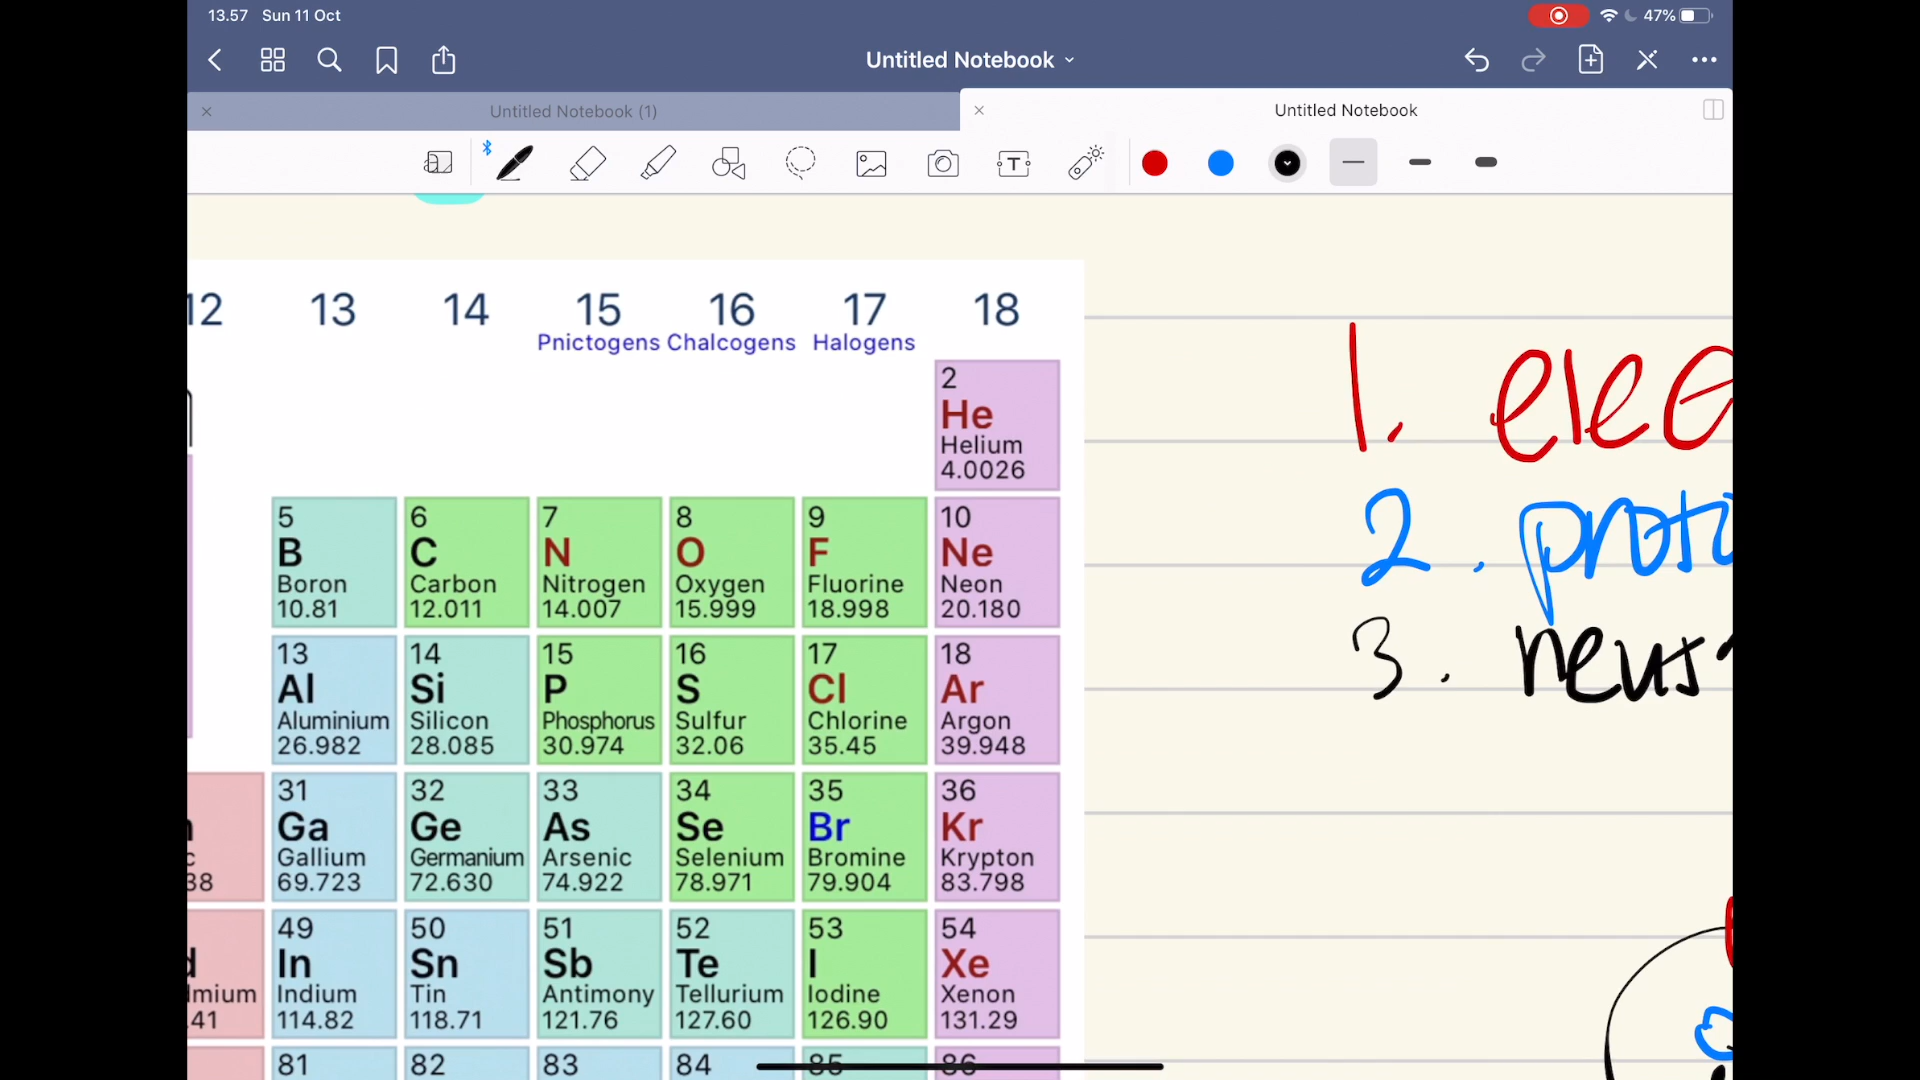 13.57 Sun 11 Oct
47%
Untitled Notebook
Untitled Notebook (1)
Untitled Notebook
T
12 13 14 15 16 17 18
Pnictogens Chalcogens Halogens
2
He
Helium
4.0026
1. elec
5 6 7 8 9 10
B C N O F Ne
Boron Carbon Nitrogen Oxygen Fluorine Neon
10.81 12.011 14.007 15.999 18.998 20.180
2. proto
13 14 15 16 17 18
Al Si P S Cl Ar
Aluminium Silicon Phosphorus Sulfur Chlorine Argon
26.982 28.085 30.974 32.06 35.45 39.948
3.
31 32 33 34 35 36
Ga Ge As Se Br Kr
c Gallium Germanium Arsenic Selenium Bromine Krypton
38 69.723 72.630 74.922 78.971 79.904 83.798
49 50 51 52 53 54
d In Sn Sb Te I Xe
mium Indium Tin Antimony Tellurium Iodine Xenon
.41 114.82 118.71 121.76 127.60 126.90 131.29
81 82 83 84 85 86